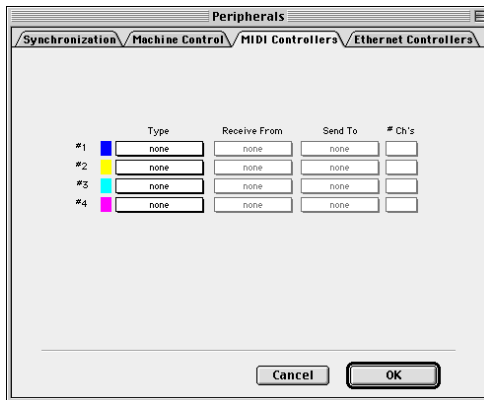 Peripherals
Synchronization Machine Control MIDI Controllers Ethernet Controllers
Type Receive From Send To # Ch's
#1 none none none
#2 none none none
#3 none none none
#4 none none none
Cancel OK